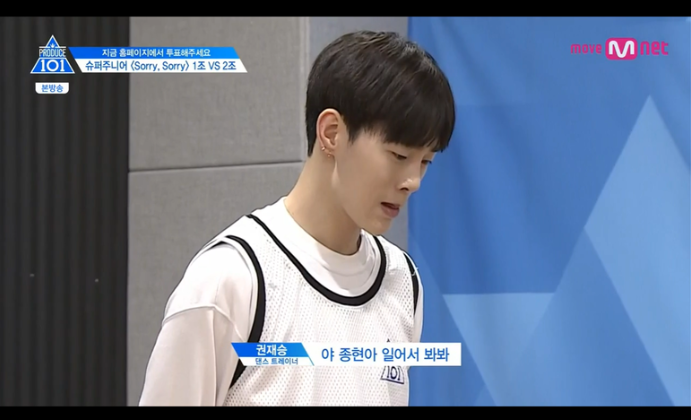 지금 홈페이지에서 투표해주세요
PRODUCE
101
슈퍼주니어 <Sorry, Sorry> 1조 VS 2조
본방송
move Mnet
101
권재승
댄스 트레이너
야 종현아 일어서 봐봐